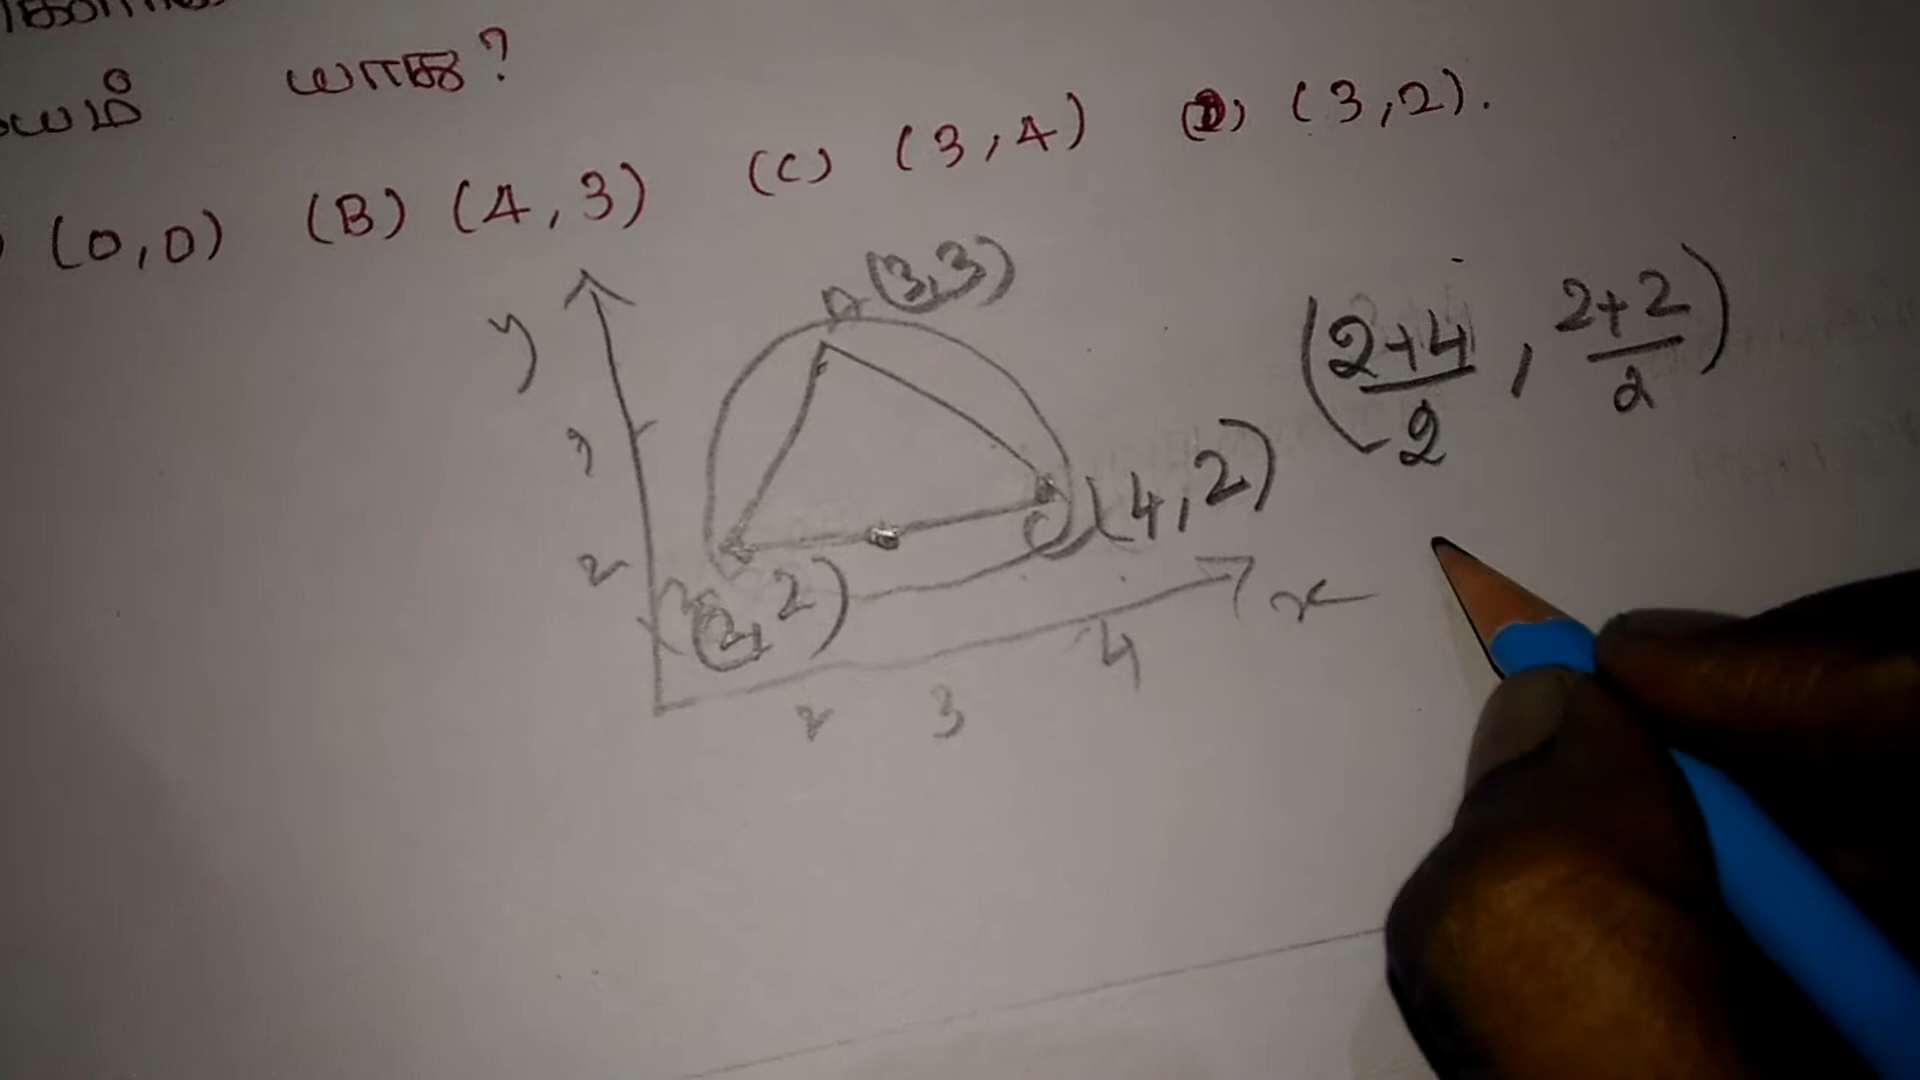 யாது?
(0,0) (B) (4,3) (C) (3,4) (D) (3,2).
y A (3,3) (2+4/2, 2+2/2)
C (4,2)
2 (2,2)
x
2 3 4